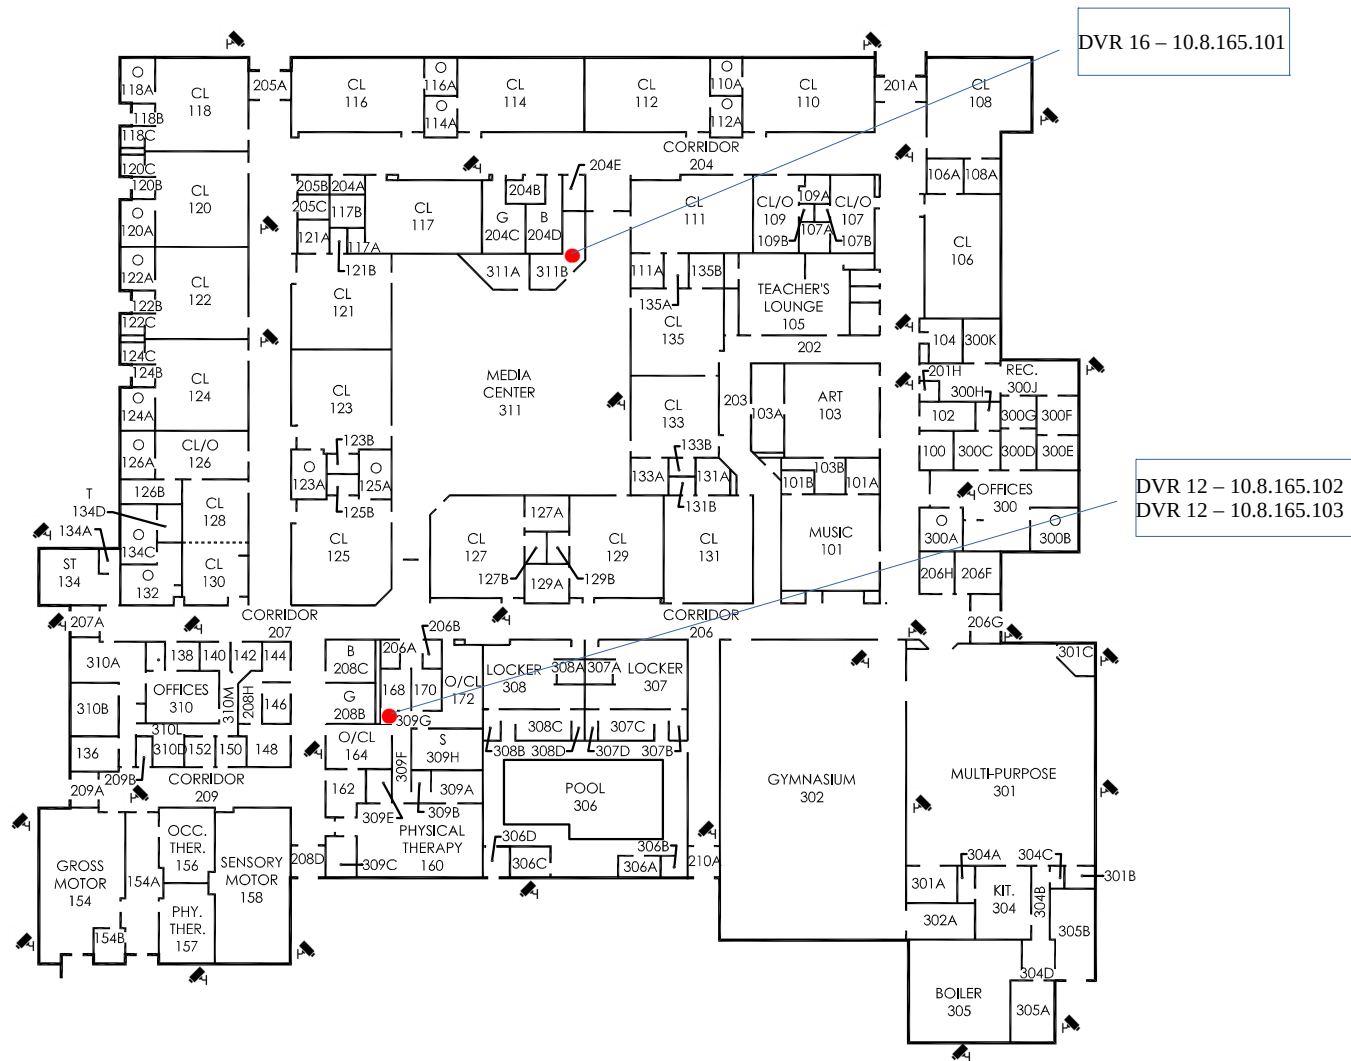 DVR 16 – 10.8.165.101
DVR 12 – 10.8.165.102
DVR 12 – 10.8.165.103
118A
CL
118
118B
118C
205A
CL
116
116A
114A
CL
114
CL
112
110A
112A
CL
110
201A
CL
108
CORRIDOR
204
120C
120B
CL
120
120A
205B
204A
205C
117B
121A
117A
121B
CL
117
204B
G
204C
B
204D
204E
CL
111
CL/O
109
109A
107A
CL/O
107
109B
107B
106A
108A
CL
106
122A
122B
CL
122
122C
CL
121
311A
311B
111A
135B
135A
CL
135
TEACHER'S
LOUNGE
105
202
104
300K
124C
124B
CL
124
124A
CL
123
MEDIA
CENTER
311
CL
133
203
103A
ART
103
201H
300H
REC.
300J
102
300G
300F
100
300C
300D
300E
126A
CL/O
126
126B
123B
123A
125A
125B
133B
133A
131A
131B
103B
101B
101A
OFFICES
300
300A
300B
T
134D
134A
134C
CL
128
ST
134
132
CL
130
CL
125
CL
127
127A
127B
129B
129A
CL
129
CL
131
MUSIC
101
206H
206F
206G
207A
CORRIDOR
207
CORRIDOR
206
310A
138
140
142
144
OFFICES
310
310B
310M
208H
146
310L
136
209B
310D
152
150
148
B
208C
G
208B
206A
206B
168
170
O/CL
172
309G
LOCKER
308
308A
307A
LOCKER
307
308C
307C
308B
308D
307D
307B
O/CL
164
309F
S
309H
162
309A
309E
309B
PHYSICAL
THERAPY
160
309C
208D
POOL
306
306D
306C
306B
306A
210A
GYMNASIUM
302
MULTI-PURPOSE
301
301C
209A
CORRIDOR
209
GROSS
MOTOR
154
154A
154B
OCC.
THER.
156
PHY.
THER.
157
SENSORY
MOTOR
158
304A
304C
301B
301A
KIT.
304
304B
302A
305B
304D
BOILER
305
305A